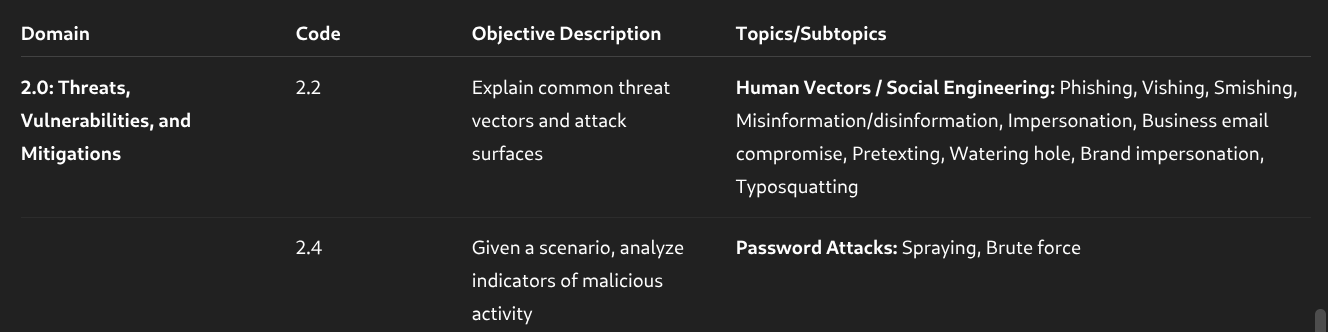 Domain Code Objective Description Topics/Subtopics
2.0: Threats, 2.2 Explain common threat Human Vectors / Social Engineering: Phishing, Vishing, Smishing,
Vulnerabilities, and vectors and attack Misinformation/disinformation, Impersonation, Business email
Mitigations surfaces compromise, Pretexting, Watering hole, Brand impersonation,
Typosquatting
2.4 Given a scenario, analyze Password Attacks: Spraying, Brute force
indicators of malicious
activity